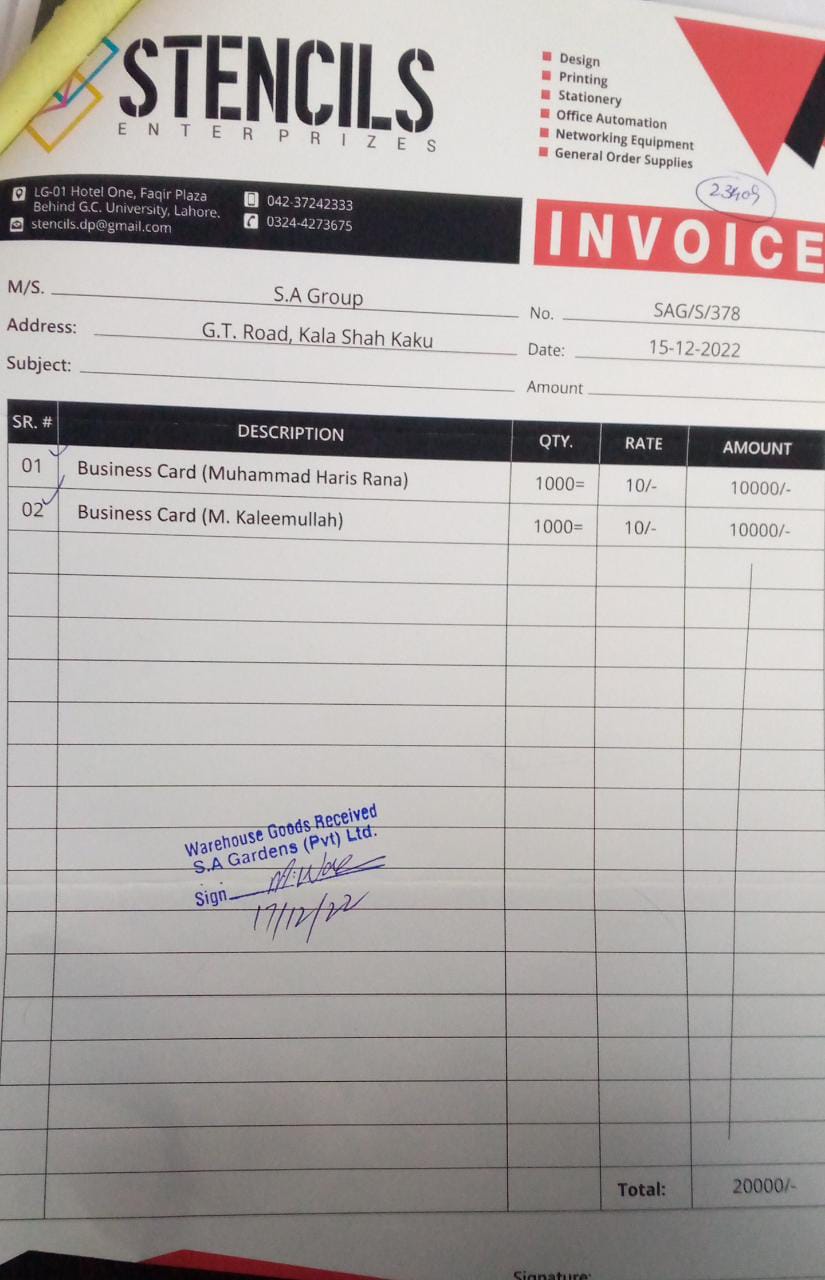 STENCILS
ENTERPRIZES
Design
Printing
Stationery
Office Automation
Networking Equipment
General Order Supplies
LG-01 Hotel One, Faqir Plaza
Behind G.C. University, Lahore.
stencils.dp@gmail.com
042-37242333
0324-4273675
23409
INVOICE
M/S. S.A Group
Address: G.T. Road, Kala Shah Kaku
Subject:
No. SAG/S/378
Date: 15-12-2022
Amount
SR. # DESCRIPTION QTY. RATE AMOUNT
01 Business Card (Muhammad Haris Rana) 1000= 10/- 10000/-
02 Business Card (M. Kaleemullah) 1000= 10/- 10000/-
Warehouse Goods Received
S.A Gardens (Pvt) Ltd.
Sign
17/12/22
Total: 20000/-
Signature: